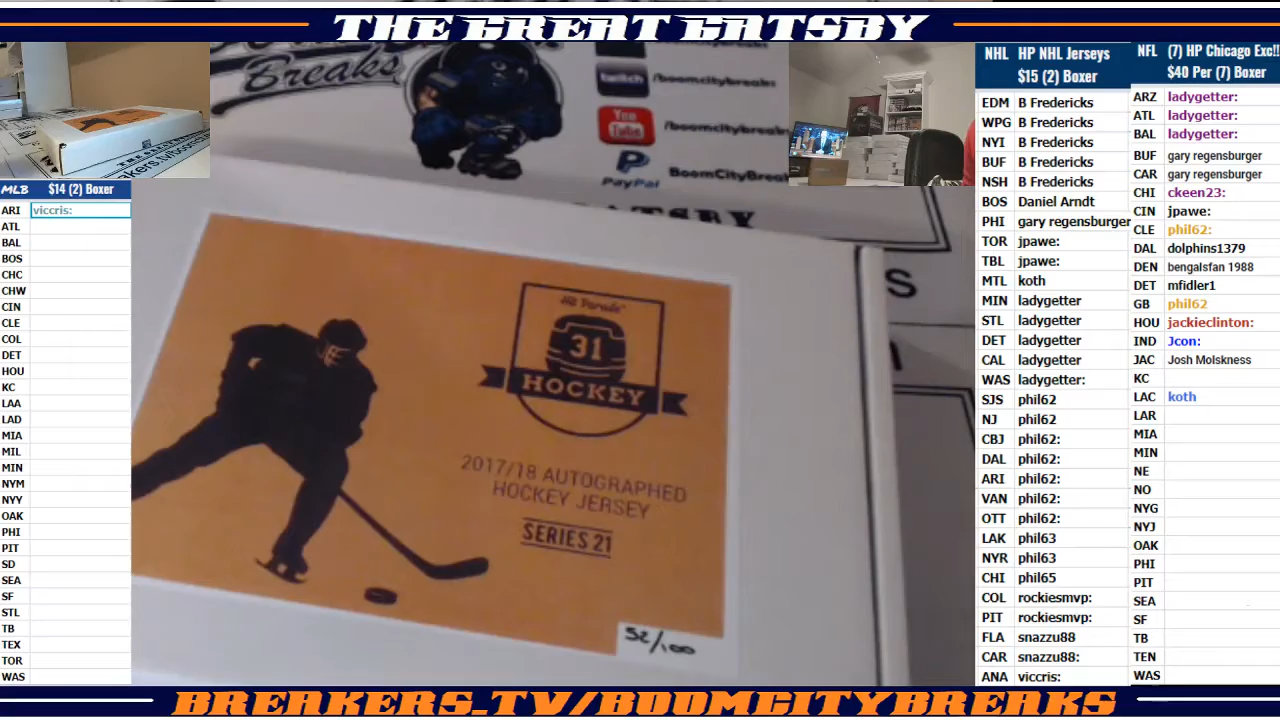 THE GREAT GATSBY
Breaks
twitch
/boomcitybreaks
You Tube
/boomcitybreaks
PayPal
BoomCityBreak
NHL HP NHL Jerseys
$15 (2) Boxer
EDM B Fredericks
WPG B Fredericks
NYI B Fredericks
BUF B Fredericks
NSH B Fredericks
BOS Daniel Arndt
PHI gary regensburger
TOR jpawe:
TBL jpawe:
MTL koth
MIN ladygetter
STL ladygetter
DET ladygetter
CAL ladygetter
WAS ladygetter:
SJS phil62
NJ phil62
CBJ phil62:
DAL phil62:
ARI phil62:
VAN phil62:
OTT phil62:
LAK phil63
NYR phil63
CHI phil65
COL rockiesmvp:
PIT rockiesmvp:
FLA snazzu88
CAR snazzu88:
ANA viccris:
NFL (7) HP Chicago Exc!!
$40 Per (7) Boxer
ARZ ladygetter:
ATL ladygetter:
BAL ladygetter:
BUF gary regensburger
CAR gary regensburger
CHI ckeen23:
CIN jpawe:
CLE phil62:
DAL dolphins1379
DEN bengalsfan 1988
DET mfidler1
GB phil62
HOU jackieclinton:
IND Jcon:
JAC Josh Molskness
KC
LAC koth
LAR
MIA
MIN
NE
NO
NYG
NYJ
OAK
PHI
PIT
SEA
SF
TB
TEN
WAS
MLB $14 (2) Boxer
ARI viccris:
ATL
BAL
BOS
CHC
CHW
CIN
CLE
COL
DET
HOU
KC
LAA
LAD
MIA
MIL
MIN
NYM
NYY
OAK
PHI
PIT
SD
SEA
SF
STL
TB
TEX
TOR
WAS
Hit Parade
31
HOCKEY
2017/18 AUTOGRAPHED
HOCKEY JERSEY
SERIES 21
52/100
BREAKERS.TV/BOOMCITYBREAKS